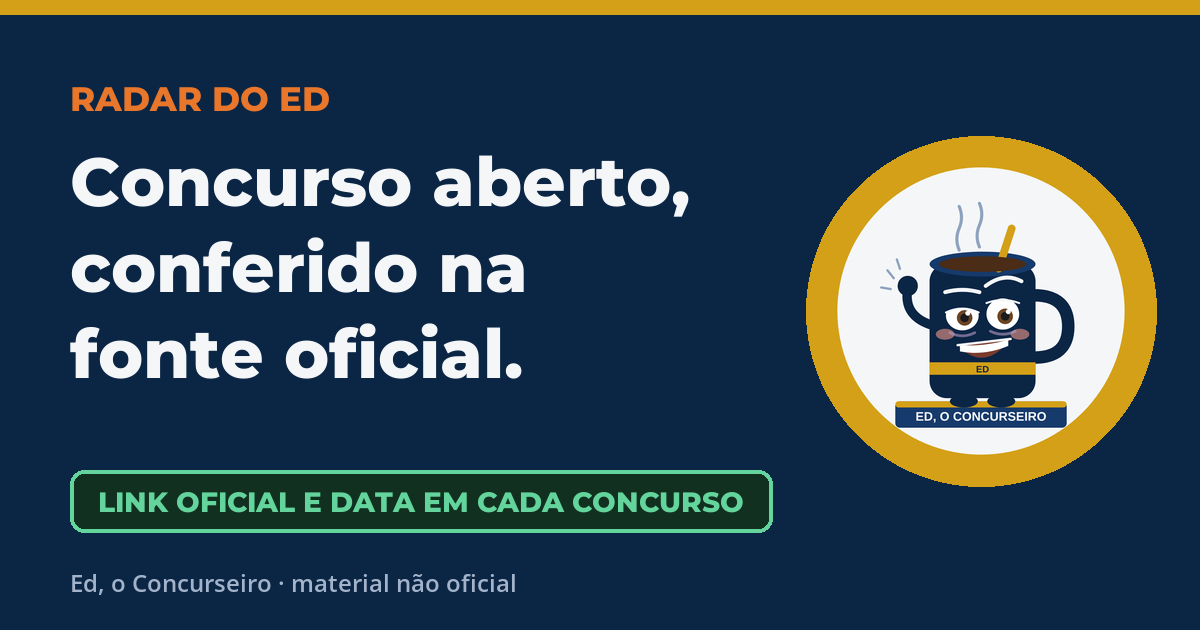 RADAR DO ED
Concurso aberto,
conferido na
fonte oficial.
ED
ED, O CONCURSEIRO
LINK OFICIAL E DATA EM CADA CONCURSO
Ed, o Concurseiro · material não oficial